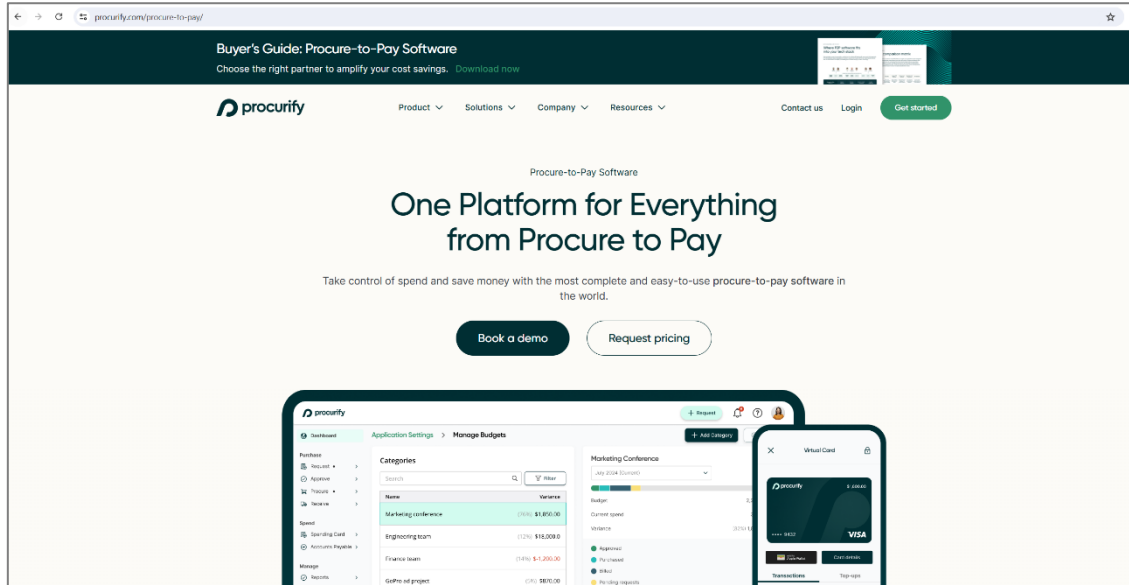 procurify.com/procure-to-pay/
Buyer's Guide: Procure-to-Pay Software
Choose the right partner to amplify your cost savings. Download now
procurify
Product
Solutions
Company
Resources
Contact us
Login
Get started
Procure-to-Pay Software
One Platform for Everything
from Procure to Pay
Take control of spend and save money with the most complete and easy-to-use procure-to-pay software in
the world.
Book a demo
Request pricing
procurify
+ Request
Dashboard
Application Settings > Manage Budgets
+ Add Category
Purchase
Request
Approve
Procure
Receive
Spend
Spending Card
Accounts Payable
Manage
Reports
Categories
Search
Filter
Name
Variance
Marketing conference
$1,850.00
Engineering team
(12%) $18,000.0
Finance team
(14%) $-1,200.00
GoPro ad project
$870.00
Marketing Conference
July 2024 (Current)
Budget
Current spend
Variance
Approved
Purchased
Billed
Pending requests
Virtual Card
procurify
VISA
Card details
Transactions
Top-ups